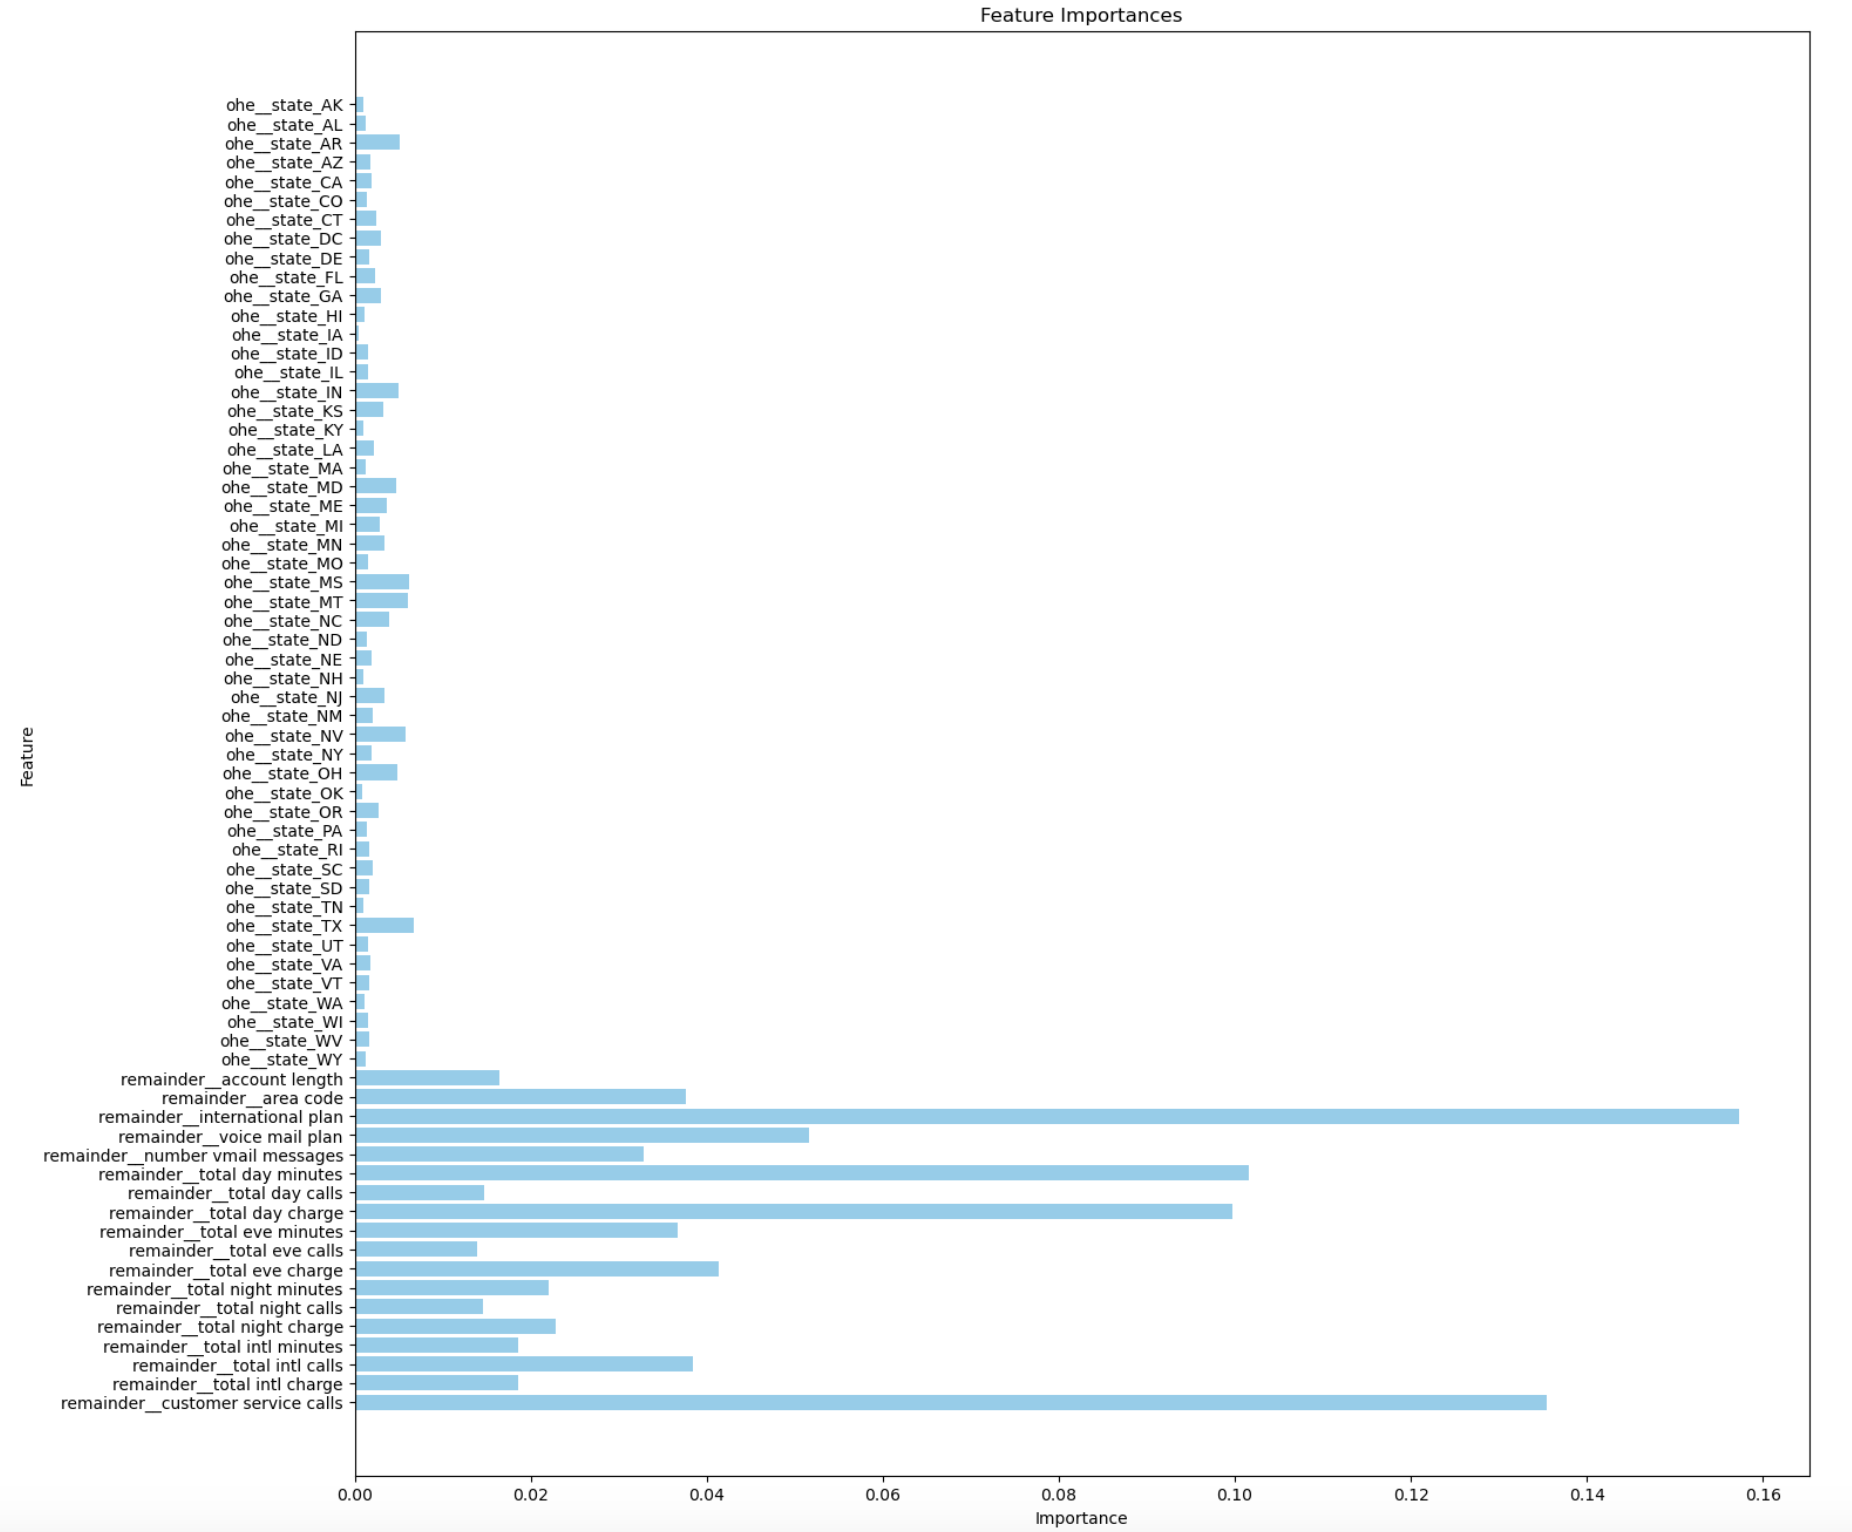 Feature Importances
ohe__state_AK
ohe__state_AL
ohe__state_AR
ohe__state_AZ
ohe__state_CA
ohe__state_CO
ohe__state_CT
ohe__state_DC
ohe__state_DE
ohe__state_FL
ohe__state_GA
ohe__state_HI
ohe__state_IA
ohe__state_ID
ohe__state_IL
ohe__state_IN
ohe__state_KS
ohe__state_KY
ohe__state_LA
ohe__state_MA
ohe__state_MD
ohe__state_ME
ohe__state_MI
ohe__state_MN
ohe__state_MO
ohe__state_MS
ohe__state_MT
ohe__state_NC
ohe__state_ND
ohe__state_NE
ohe__state_NH
ohe__state_NJ
ohe__state_NM
ohe__state_NV
ohe__state_NY
ohe__state_OH
ohe__state_OK
ohe__state_OR
ohe__state_PA
ohe__state_RI
ohe__state_SC
ohe__state_SD
ohe__state_TN
ohe__state_TX
ohe__state_UT
ohe__state_VA
ohe__state_VT
ohe__state_WA
ohe__state_WI
ohe__state_WV
ohe__state_WY
remainder__account length
remainder__area code
remainder__international plan
remainder__voice mail plan
remainder__number vmail messages
remainder__total day minutes
remainder__total day calls
remainder__total day charge
remainder__total eve minutes
remainder__total eve calls
remainder__total eve charge
remainder__total night minutes
remainder__total night calls
remainder__total night charge
remainder__total intl minutes
remainder__total intl calls
remainder__total intl charge
remainder__customer service calls
Feature
0.00 0.02 0.04 0.06 0.08 0.10 0.12 0.14 0.16
Importance